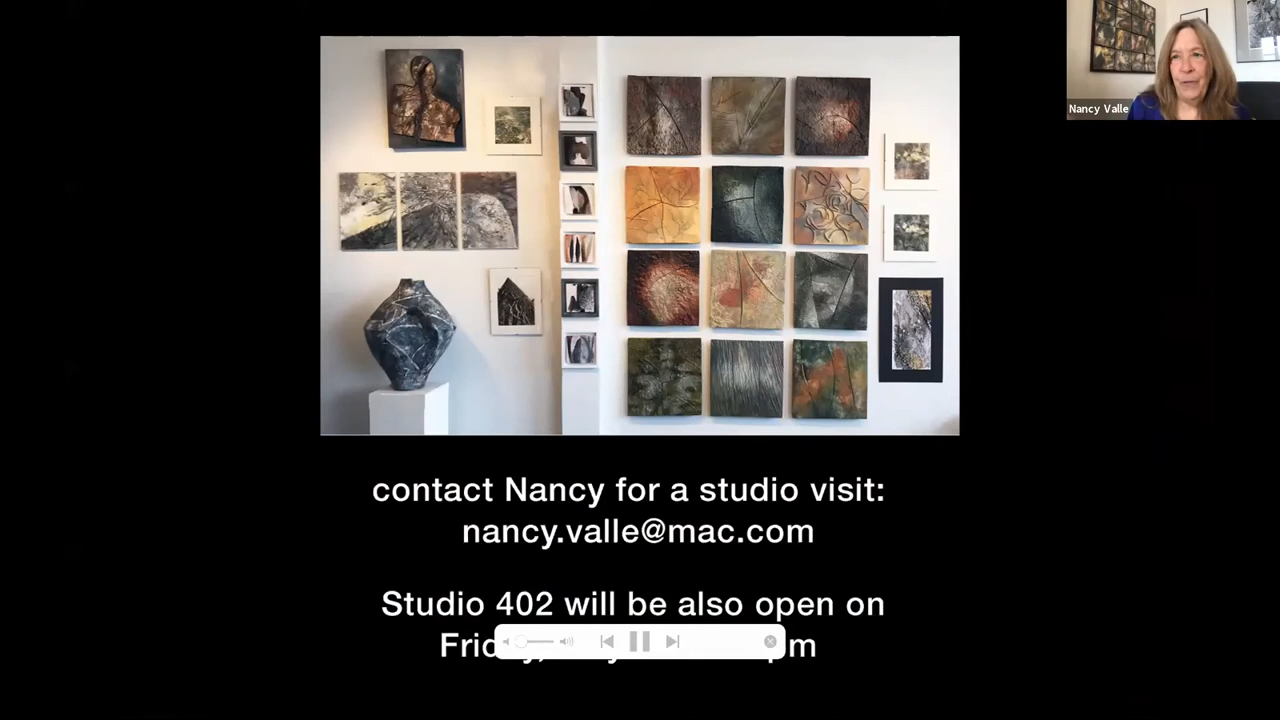 Nancy Valle
contact Nancy for a studio visit:
nancy.valle@mac.com
Studio 402 will be also open on
pm